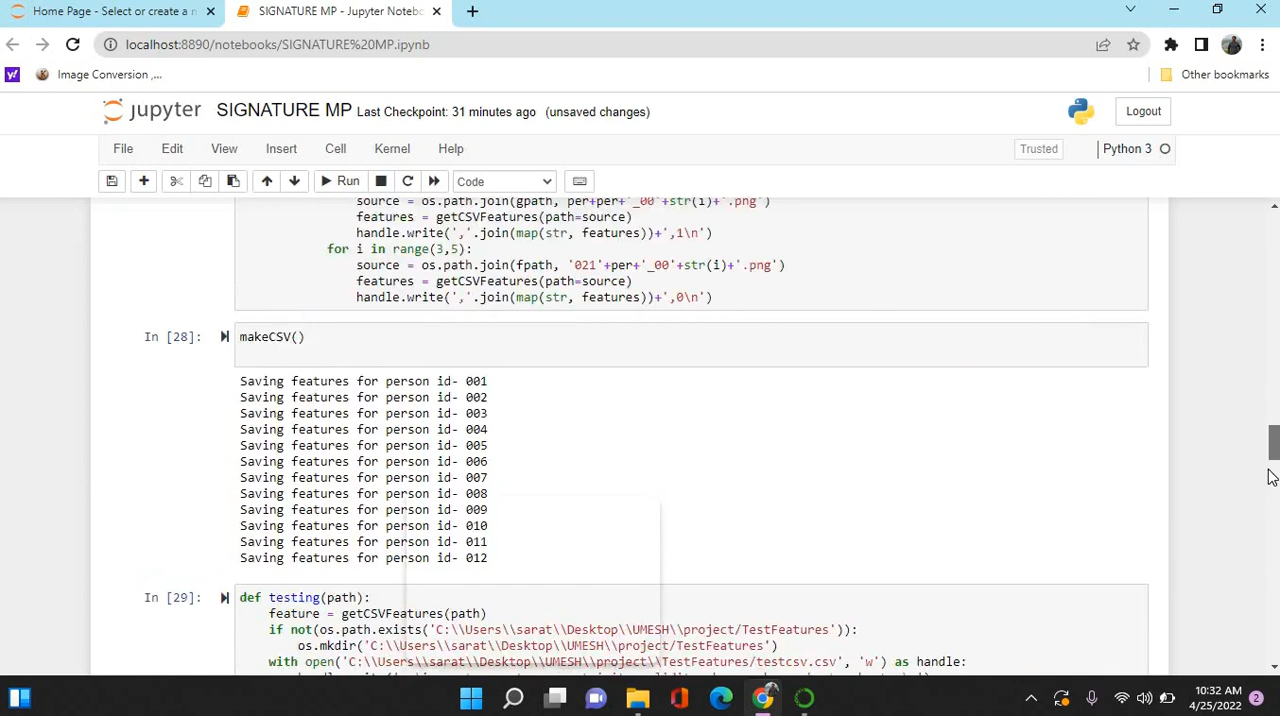 Home Page - Select or create a n
SIGNATURE MP - Jupyter Notebo
localhost:8890/notebooks/SIGNATURE%20MP.ipynb
Image Conversion ,...
Other bookmarks
jupyter SIGNATURE MP Last Checkpoint: 31 minutes ago (unsaved changes)
Logout
File Edit View Insert Cell Kernel Help
Trusted
Python 3
Run
Code
source = os.path.join(gpath, per+per+'_00'+str(i)+'.png')
features = getCSVFeatures(path=source)
handle.write(','.join(map(str, features))+',1\n')
for i in range(3,5):
source = os.path.join(fpath, '021'+per+'_00'+str(i)+'.png')
features = getCSVFeatures(path=source)
handle.write(','.join(map(str, features))+',0\n')
In [28]: makeCSV()
Saving features for person id- 001
Saving features for person id- 002
Saving features for person id- 003
Saving features for person id- 004
Saving features for person id- 005
Saving features for person id- 006
Saving features for person id- 007
Saving features for person id- 008
Saving features for person id- 009
Saving features for person id- 010
Saving features for person id- 011
Saving features for person id- 012
In [29]: def testing(path):
feature = getCSVFeatures(path)
if not(os.path.exists('C:\\Users\\sarat\\Desktop\\UMESH\\project/TestFeatures')):
os.mkdir('C:\\Users\\sarat\\Desktop\\UMESH\\project/TestFeatures')
with open('C:\\Users\\sarat\\Desktop\\UMESH\\project\\TestFeatures/testcsv.csv', 'w') as handle:
10:32 AM
4/25/2022
2